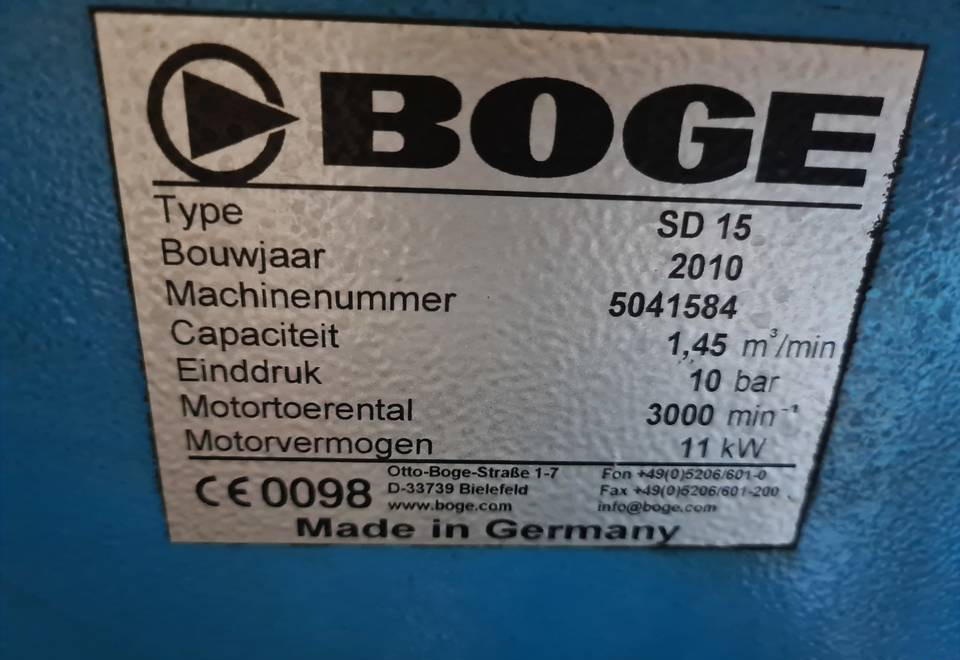 BOGE
Type SD 15
Bouwjaar 2010
Machinenummer 5041584
Capaciteit 1,45 m³/min
Einddruk 10 bar
Motortoerental 3000 min⁻¹
Motorvermogen 11 kW
CE 0098
Otto-Boge-Straße 1-7 Fon +49(0)5206/601-0
D-33739 Bielefeld Fax +49(0)5206/601-200
www.boge.com info@boge.com
Made in Germany